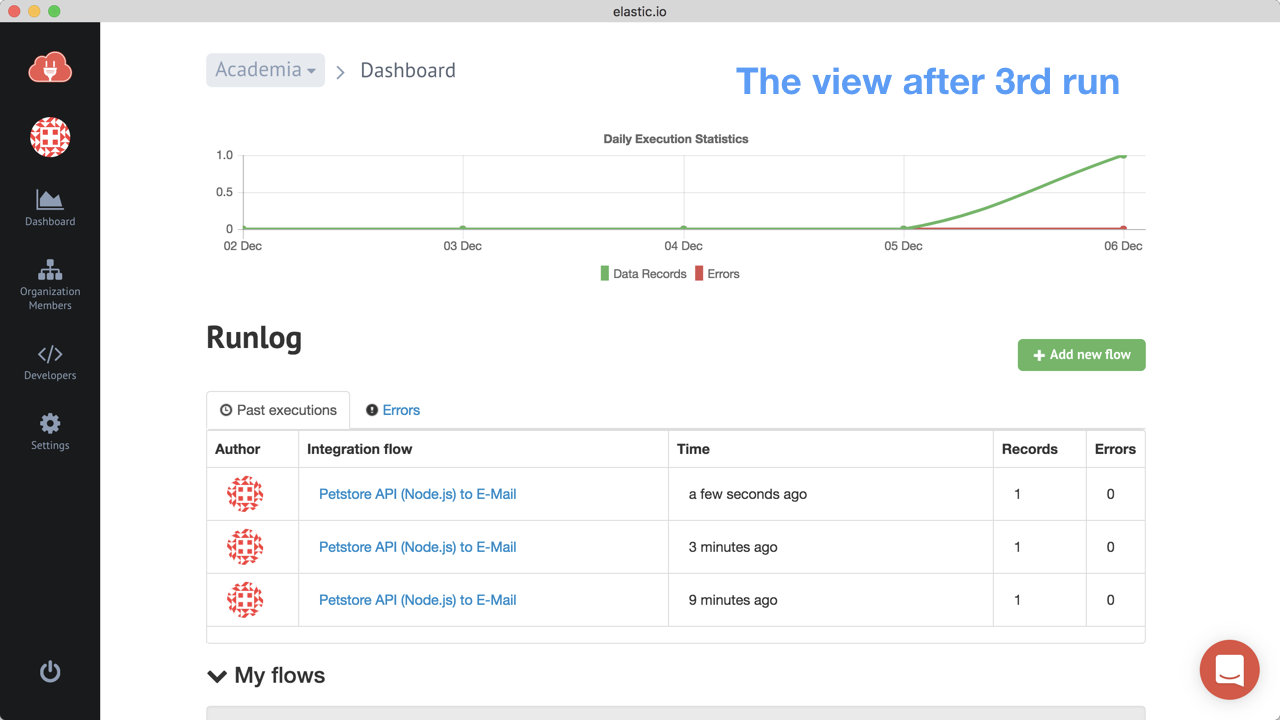 elastic.io
Academia
Dashboard
The view after 3rd run
Dashboard
Organization
Members
Developers
Settings
Daily Execution Statistics
1.0
0.5
0
02 Dec 03 Dec 04 Dec 05 Dec 06 Dec
Data Records Errors
Runlog
Add new flow
Past executions Errors
Author Integration flow Time Records Errors
Petstore API (Node.js) to E-Mail a few seconds ago 1 0
Petstore API (Node.js) to E-Mail 3 minutes ago 1 0
Petstore API (Node.js) to E-Mail 9 minutes ago 1 0
My flows